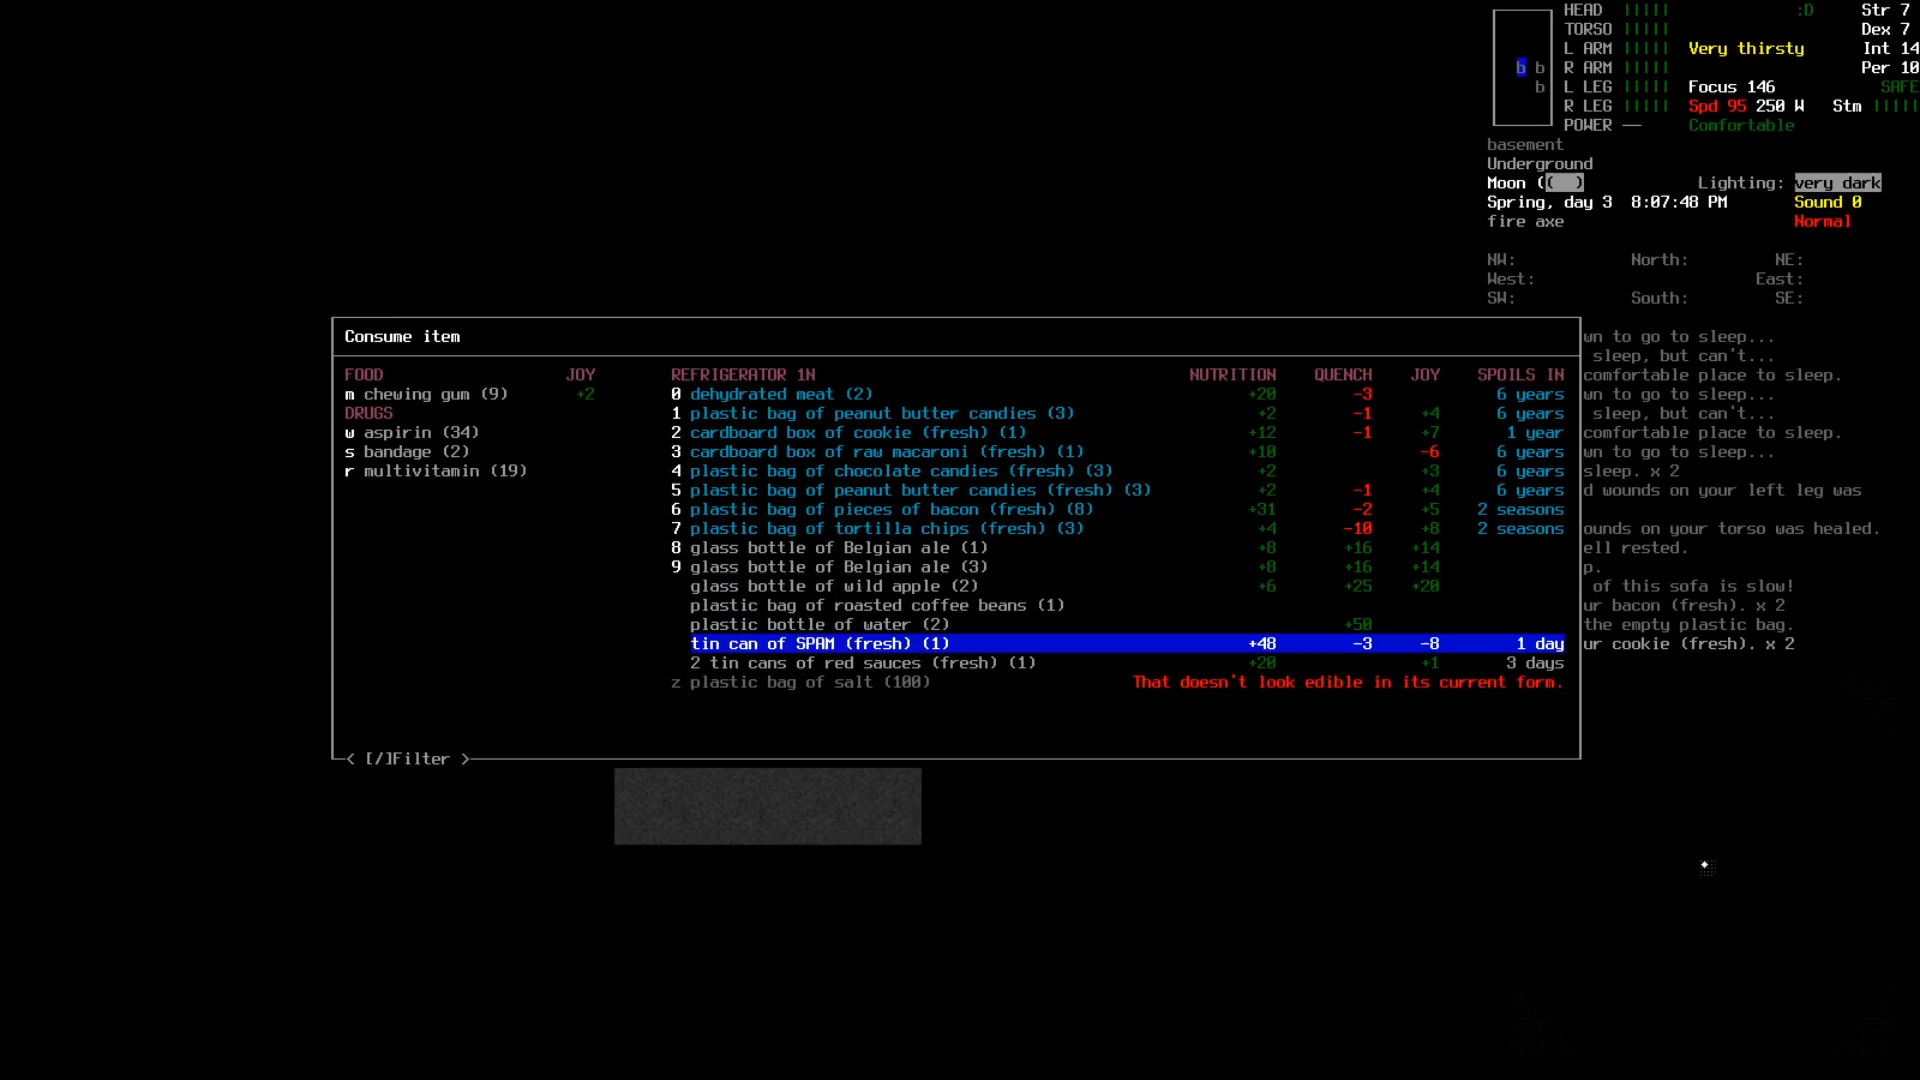 HEAD ||||| :D Str 7
TORSO ||||| Dex 7
L ARM ||||| Very thirsty Int 14
b b R ARM ||||| Per 10
b L LEG ||||| Focus 146 SAFE
R LEG ||||| Spd 95 250 W Stm |||||
POWER —— Comfortable
basement
Underground
Moon (( ) Lighting: very dark
Spring, day 3 8:07:48 PM Sound 0
fire axe Normal
NW: North: NE:
West: East:
SW: South: SE:
Consume item
FOOD JOY
m chewing gum (9) +2
DRUGS
w aspirin (34)
s bandage (2)
r multivitamin (19)
REFRIGERATOR 1N NUTRITION QUENCH JOY SPOILS IN
0 dehydrated meat (2) +20 -3 6 years
1 plastic bag of peanut butter candies (3) +2 -1 +4 6 years
2 cardboard box of cookie (fresh) (1) +12 -1 +7 1 year
3 cardboard box of raw macaroni (fresh) (1) +10 -6 6 years
4 plastic bag of chocolate candies (fresh) (3) +2 +3 6 years
5 plastic bag of peanut butter candies (fresh) (3) +2 -1 +4 6 years
6 plastic bag of pieces of bacon (fresh) (8) +31 -2 +5 2 seasons
7 plastic bag of tortilla chips (fresh) (3) +4 -10 +8 2 seasons
8 glass bottle of Belgian ale (1) +8 +16 +14
9 glass bottle of Belgian ale (3) +8 +16 +14
glass bottle of wild apple (2) +6 +25 +20
plastic bag of roasted coffee beans (1)
plastic bottle of water (2) +50
tin can of SPAM (fresh) (1) +48 -3 -8 1 day
2 tin cans of red sauces (fresh) (1) +20 +1 3 days
z plastic bag of salt (100) That doesn't look edible in its current form.
< [/]Filter >
wn to go to sleep...
sleep, but can't...
comfortable place to sleep.
wn to go to sleep...
sleep, but can't...
comfortable place to sleep.
wn to go to sleep...
sleep. x 2
d wounds on your left leg was
ounds on your torso was healed.
ell rested.
p.
of this sofa is slow!
ur bacon (fresh). x 2
the empty plastic bag.
ur cookie (fresh). x 2